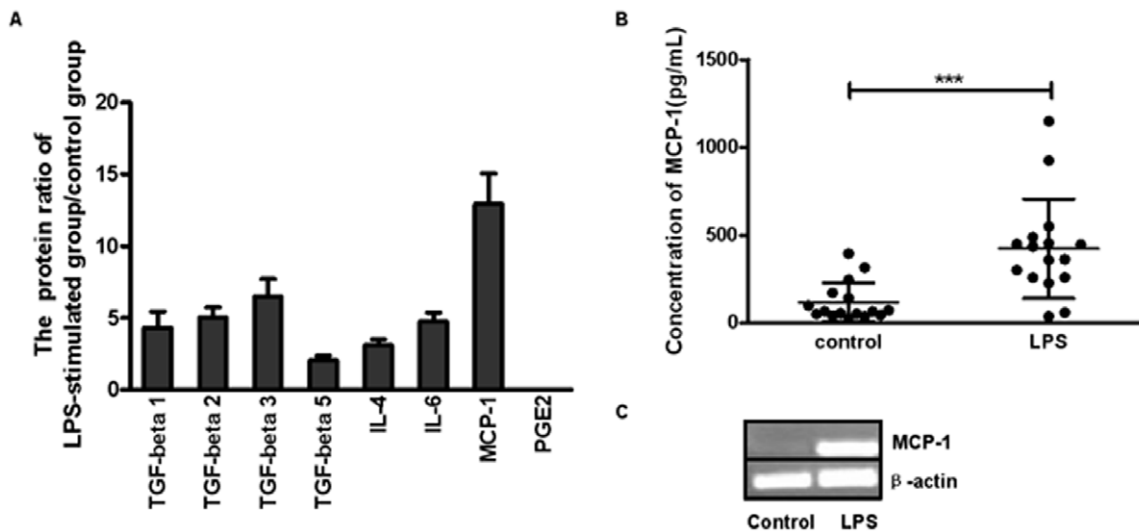 A
The protein ratio of
LPS-stimulated group/control group
20
15
10
5
0
TGF-beta 1
TGF-beta 2
TGF-beta 3
TGF-beta 5
IL-4
IL-6
MCP-1
PGE2
B
Concentration of MCP-1(pg/mL)
1500
1000
500
0
***
control
LPS
C
MCP-1
β-actin
Control
LPS